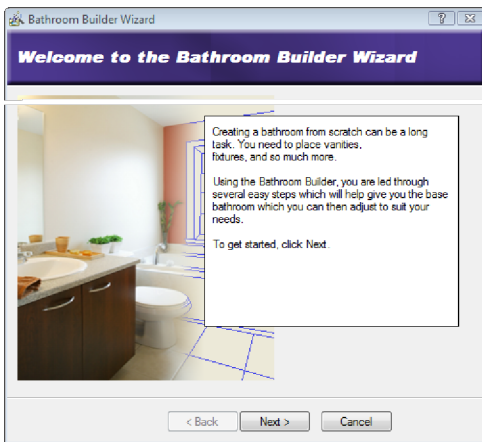 Bathroom Builder Wizard
Welcome to the Bathroom Builder Wizard
Creating a bathroom from scratch can be a long
task. You need to place vanities,
fixtures, and so much more.
Using the Bathroom Builder, you are led through
several easy steps which will help give you the base
bathroom which you can then adjust to suit your
needs.
To get started, click Next.
< Back
Next >
Cancel